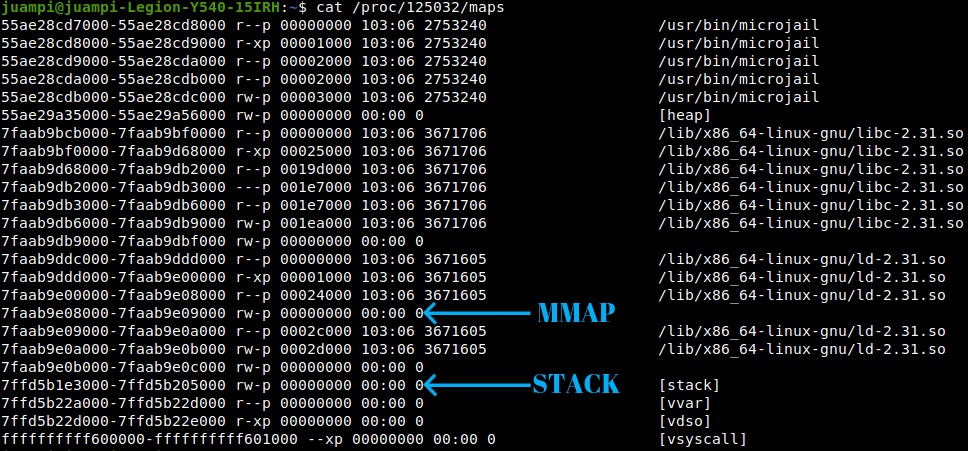 juampi@juampi-Legion-Y540-15IRH:~$ cat /proc/125032/maps
55ae28cd7000-55ae28cd8000 r--p 00000000 103:06 2753240 /usr/bin/microjail
55ae28cd8000-55ae28cd9000 r-xp 00001000 103:06 2753240 /usr/bin/microjail
55ae28cd9000-55ae28cda000 r--p 00002000 103:06 2753240 /usr/bin/microjail
55ae28cda000-55ae28cdb000 r--p 00002000 103:06 2753240 /usr/bin/microjail
55ae28cdb000-55ae28cdc000 rw-p 00003000 103:06 2753240 /usr/bin/microjail
55ae29a35000-55ae29a56000 rw-p 00000000 00:00 0 [heap]
7faab9bcb000-7faab9bf0000 r--p 00000000 103:06 3671706 /lib/x86_64-linux-gnu/libc-2.31.so
7faab9bf0000-7faab9d68000 r-xp 00025000 103:06 3671706 /lib/x86_64-linux-gnu/libc-2.31.so
7faab9d68000-7faab9db2000 r--p 0019d000 103:06 3671706 /lib/x86_64-linux-gnu/libc-2.31.so
7faab9db2000-7faab9db3000 ---p 001e7000 103:06 3671706 /lib/x86_64-linux-gnu/libc-2.31.so
7faab9db3000-7faab9db6000 r--p 001e7000 103:06 3671706 /lib/x86_64-linux-gnu/libc-2.31.so
7faab9db6000-7faab9db9000 rw-p 001ea000 103:06 3671706 /lib/x86_64-linux-gnu/libc-2.31.so
7faab9db9000-7faab9dbf000 rw-p 00000000 00:00 0
7faab9ddc000-7faab9ddd000 r--p 00000000 103:06 3671605 /lib/x86_64-linux-gnu/ld-2.31.so
7faab9ddd000-7faab9e00000 r-xp 00001000 103:06 3671605 /lib/x86_64-linux-gnu/ld-2.31.so
7faab9e00000-7faab9e08000 r--p 00024000 103:06 3671605 /lib/x86_64-linux-gnu/ld-2.31.so
7faab9e08000-7faab9e09000 rw-p 00000000 00:00 0 MMAP
7faab9e09000-7faab9e0a000 r--p 0002c000 103:06 3671605 /lib/x86_64-linux-gnu/ld-2.31.so
7faab9e0a000-7faab9e0b000 rw-p 0002d000 103:06 3671605 /lib/x86_64-linux-gnu/ld-2.31.so
7faab9e0b000-7faab9e0c000 rw-p 00000000 00:00 0
7ffd5b1e3000-7ffd5b205000 rw-p 00000000 00:00 0 STACK [stack]
7ffd5b22a000-7ffd5b22d000 r--p 00000000 00:00 0 [vvar]
7ffd5b22d000-7ffd5b22e000 r-xp 00000000 00:00 0 [vdso]
ffffffffff600000-ffffffffff601000 --xp 00000000 00:00 0 [vsyscall]